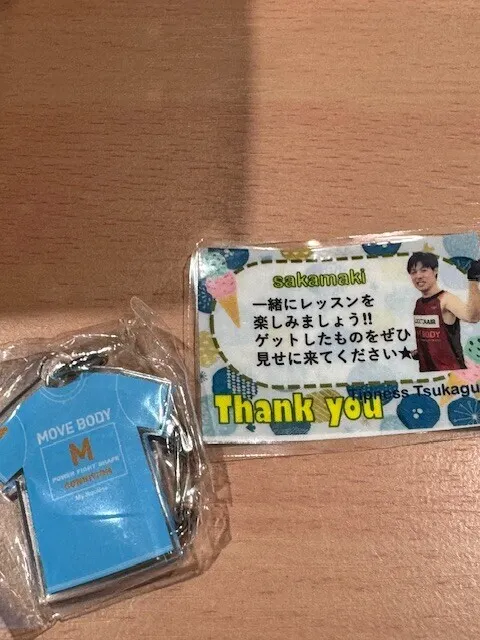 sakamaki
一緒にレッスンを
楽しみましょう!!
ゲットしたものをぜひ
見せに来てください★
Thank you
Tipness Tsukagu
MOVE BODY
M
POWER FIGHT SHAPE